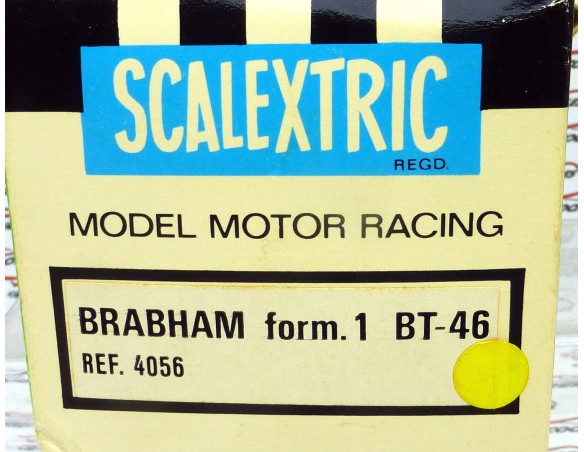 SCALEXTRIC
REGD.
MODEL MOTOR RACING
BRABHAM form.1 BT-46
REF. 4056